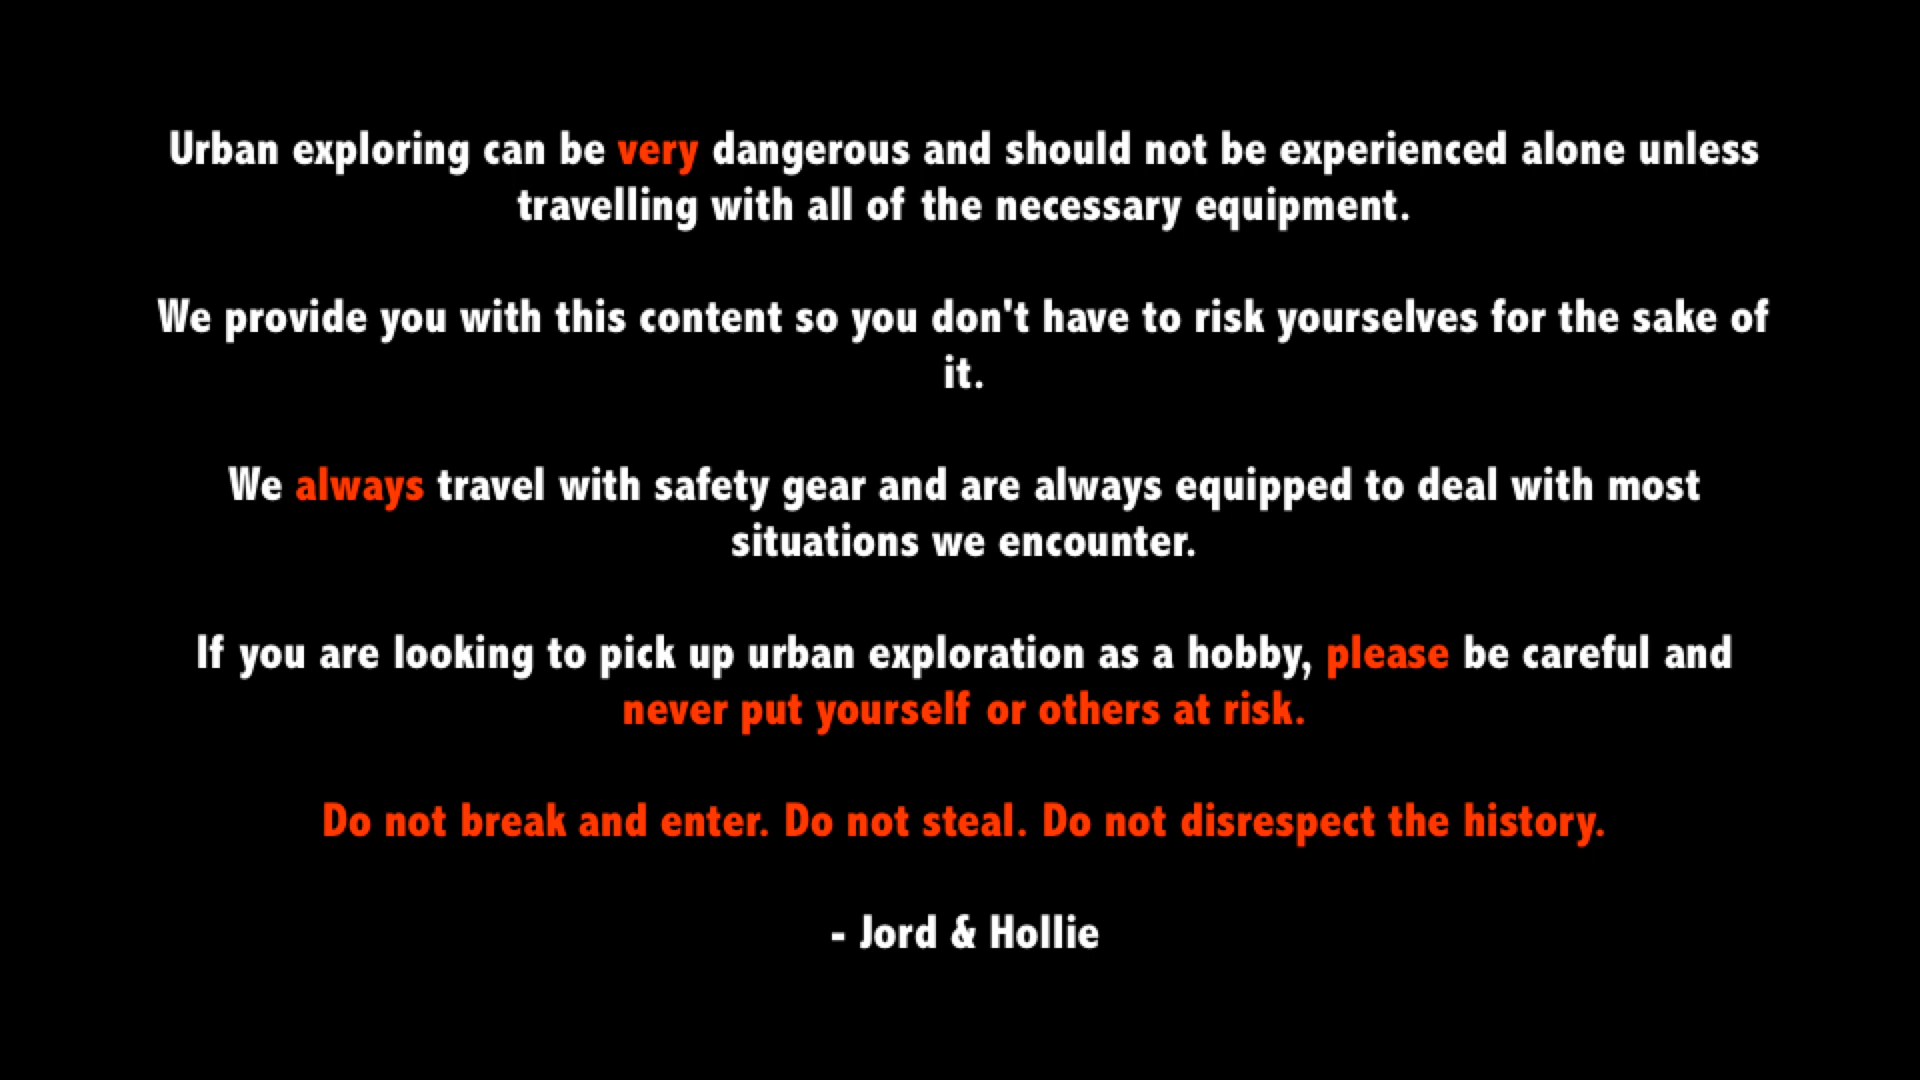 Urban exploring can be very dangerous and should not be experienced alone unless
travelling with all of the necessary equipment.
We provide you with this content so you don't have to risk yourselves for the sake of
it.
We always travel with safety gear and are always equipped to deal with most
situations we encounter.
If you are looking to pick up urban exploration as a hobby, please be careful and
never put yourself or others at risk.
Do not break and enter. Do not steal. Do not disrespect the history.
- Jord & Hollie